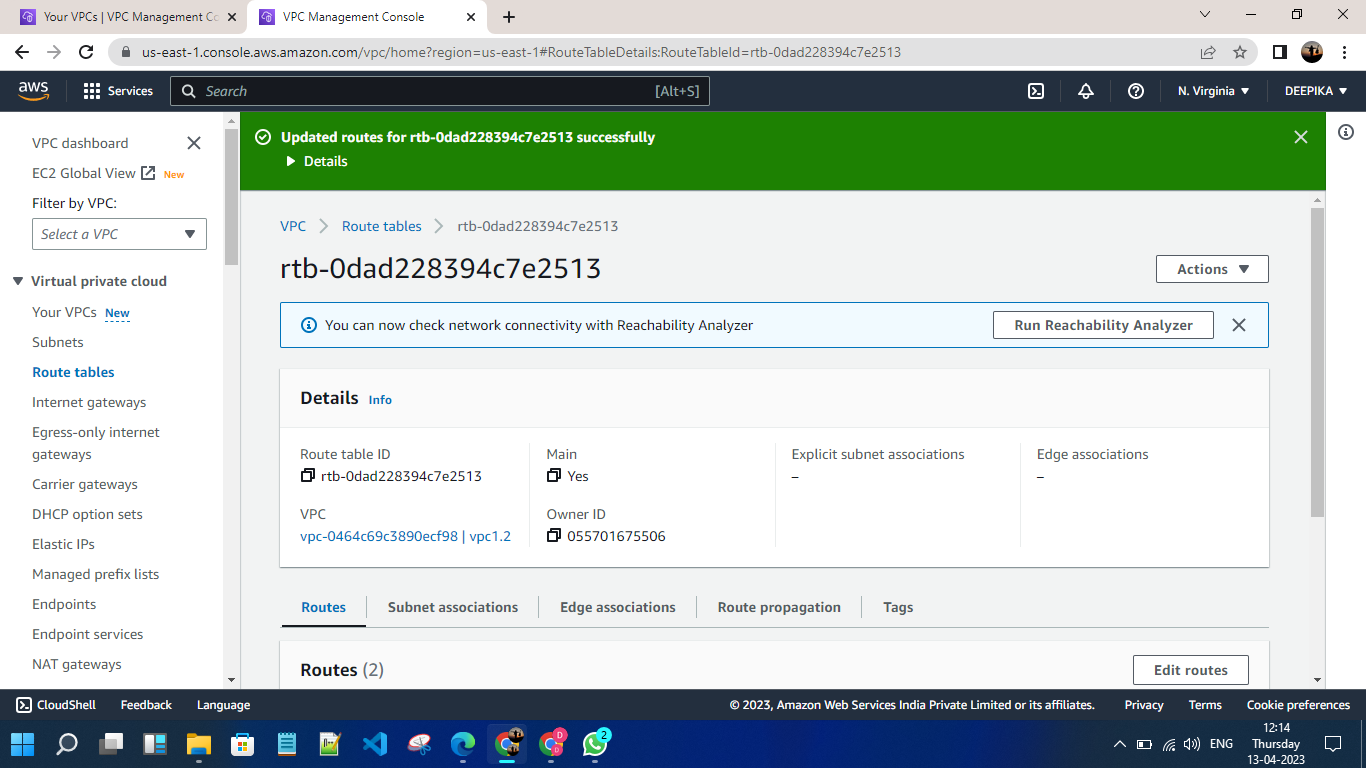 Your VPCs | VPC Management Co
VPC Management Console
us-east-1.console.aws.amazon.com/vpc/home?region=us-east-1#RouteTableDetails:RouteTableId=rtb-0dad228394c7e2513
aws
Services
Search
[Alt+S]
N. Virginia
DEEPIKA
VPC dashboard
EC2 Global View New
Filter by VPC:
Select a VPC
Virtual private cloud
Your VPCs New
Subnets
Route tables
Internet gateways
Egress-only internet
gateways
Carrier gateways
DHCP option sets
Elastic IPs
Managed prefix lists
Endpoints
Endpoint services
NAT gateways
Updated routes for rtb-0dad228394c7e2513 successfully
Details
VPC
Route tables
rtb-0dad228394c7e2513
rtb-0dad228394c7e2513
Actions
You can now check network connectivity with Reachability Analyzer
Run Reachability Analyzer
Details Info
Route table ID
rtb-0dad228394c7e2513
Main
Yes
Explicit subnet associations
–
Edge associations
–
VPC
vpc-0464c69c3890ecf98 | vpc1.2
Owner ID
055701675506
Routes
Subnet associations
Edge associations
Route propagation
Tags
Routes (2)
Edit routes
CloudShell
Feedback
Language
© 2023, Amazon Web Services India Private Limited or its affiliates.
Privacy
Terms
Cookie preferences
D
D
2
ENG
12:14
Thursday
13-04-2023